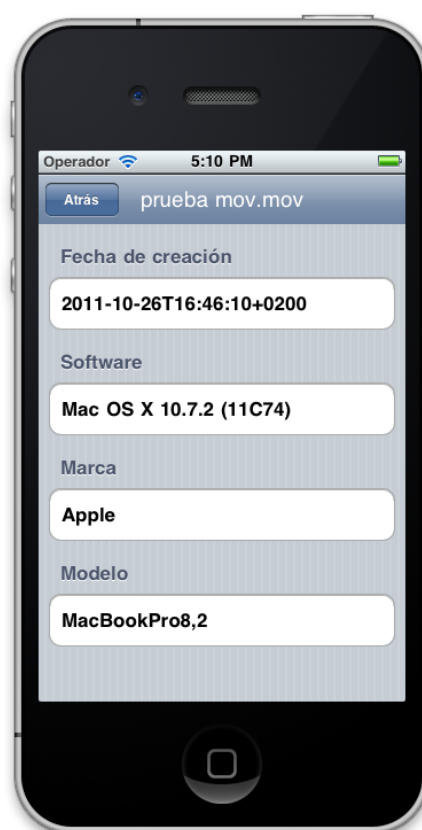 Operador 5:10 PM
Atrás prueba mov.mov
Fecha de creación
2011-10-26T16:46:10+0200
Software
Mac OS X 10.7.2 (11C74)
Marca
Apple
Modelo
MacBookPro8,2